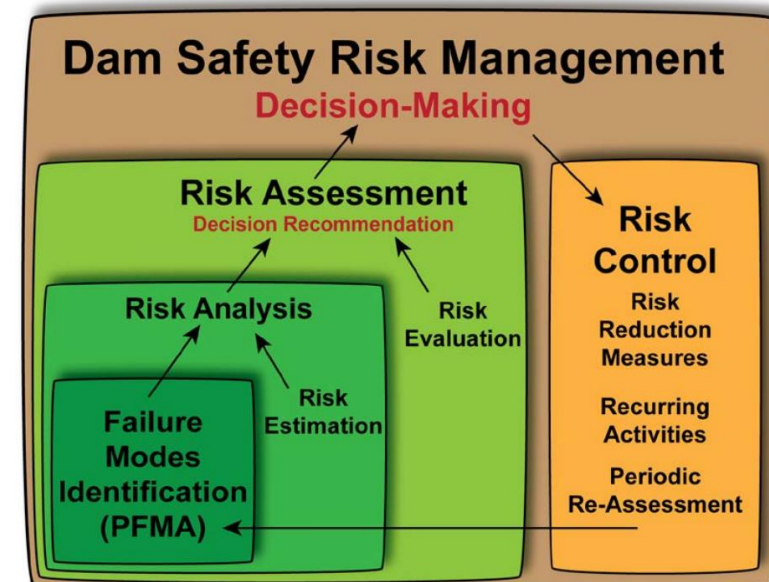 Dam Safety Risk Management
Decision-Making
Risk Assessment
Decision Recommendation
Risk Analysis
Risk
Evaluation
Failure
Modes
Identification
(PFMA)
Risk
Estimation
Risk
Control
Risk
Reduction
Measures
Recurring
Activities
Periodic
Re-Assessment